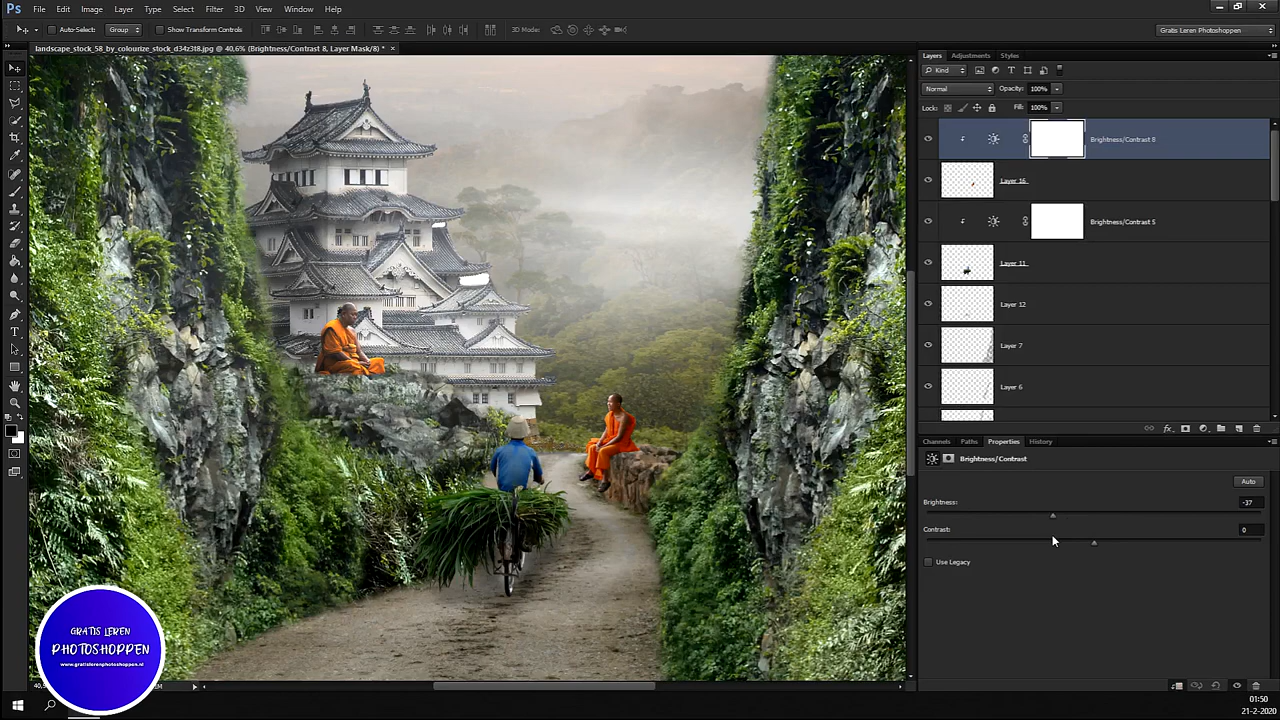 Ps File Edit Image Layer Type Select Filter 3D View Window Help
Auto-Select: Group Show Transform Controls 3D Mode: Gratis Leren Photoshoppen
landscape_stock_58_by_colourize_stock_d34z3t8.jpg @ 40,6% (Brightness/Contrast 8, Layer Mask/8) *
Layers Adjustments Styles
Kind
Normal Opacity: 100%
Lock: Fill: 100%
Brightness/Contrast 8
Layer 16
Brightness/Contrast 5
Layer 11
Layer 12
Layer 7
Layer 6
Channels Paths Properties History
Brightness/Contrast
Auto
Brightness: -37
Contrast: 0
Use Legacy
GRATIS LEREN
PHOTOSHOPPEN
www.gratislerenphotoshoppen.nl
01:50
21-2-2020